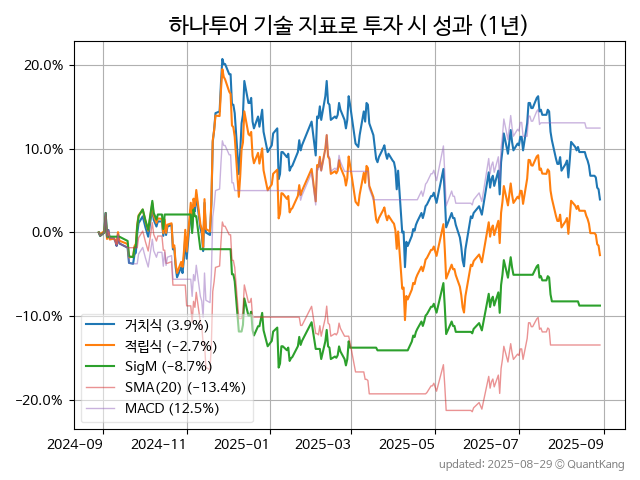 하나투어 기술 지표로 투자 시 성과 (1년)
20.0%
10.0%
0.0%
−10.0%
−20.0%
거치식 (3.9%)
적립식 (−2.7%)
SigM (−8.7%)
SMA(20) (−13.4%)
MACD (12.5%)
2024-09
2024-11
2025-01
2025-03
2025-05
2025-07
2025-09
updated: 2025-08-29 © QuantKang